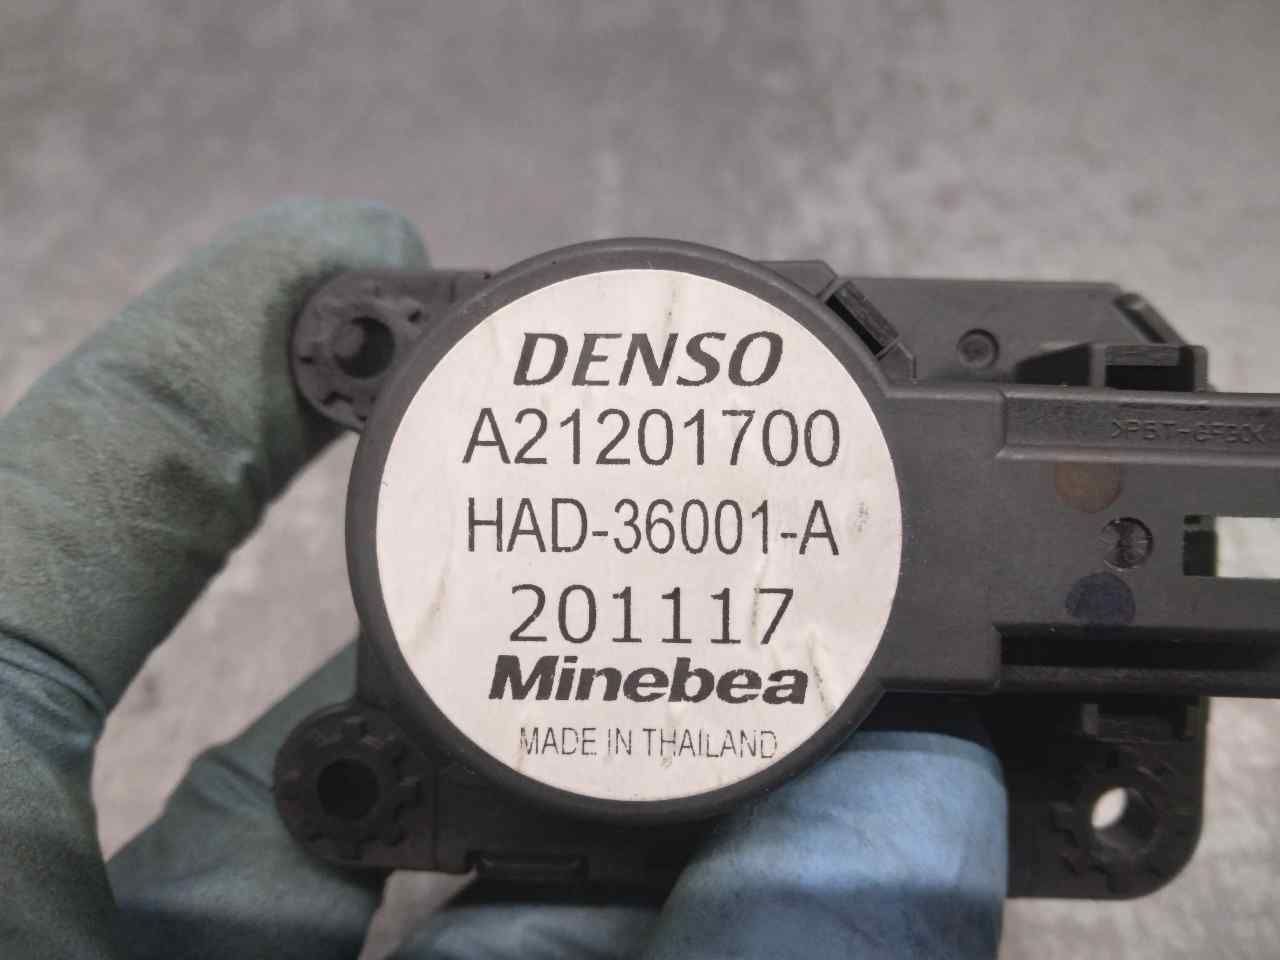 DENSO
A21201700
HAD-36001-A
201117
Minebea
MADE IN THAILAND